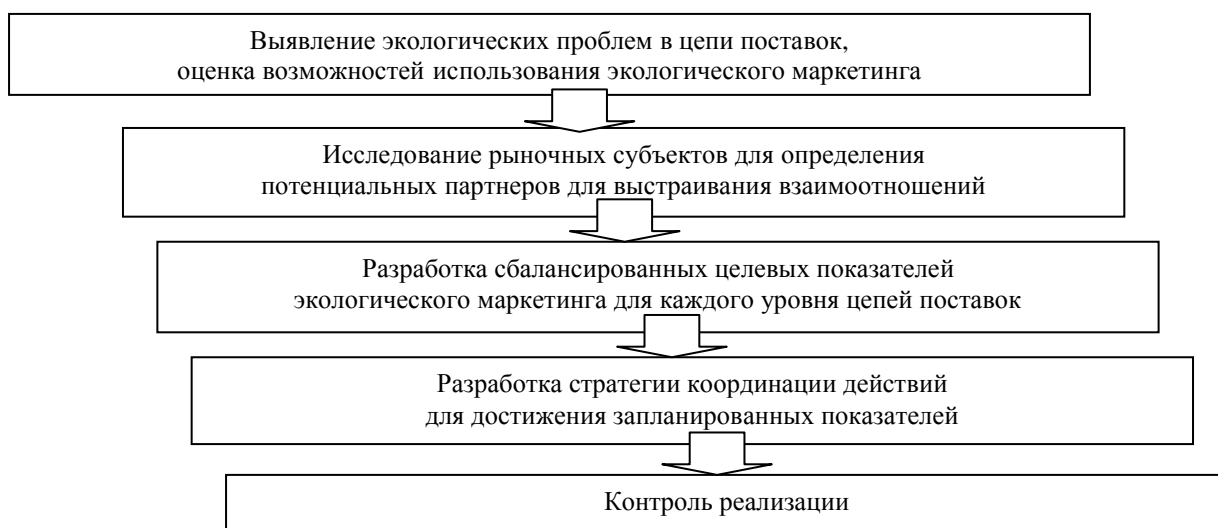 Выявление экологических проблем в цепи поставок,
оценка возможностей использования экологического маркетинга
Исследование рыночных субъектов для определения
потенциальных партнеров для выстраивания взаимоотношений
Разработка сбалансированных целевых показателей
экологического маркетинга для каждого уровня цепей поставок
Разработка стратегии координации действий
для достижения запланированных показателей
Контроль реализации